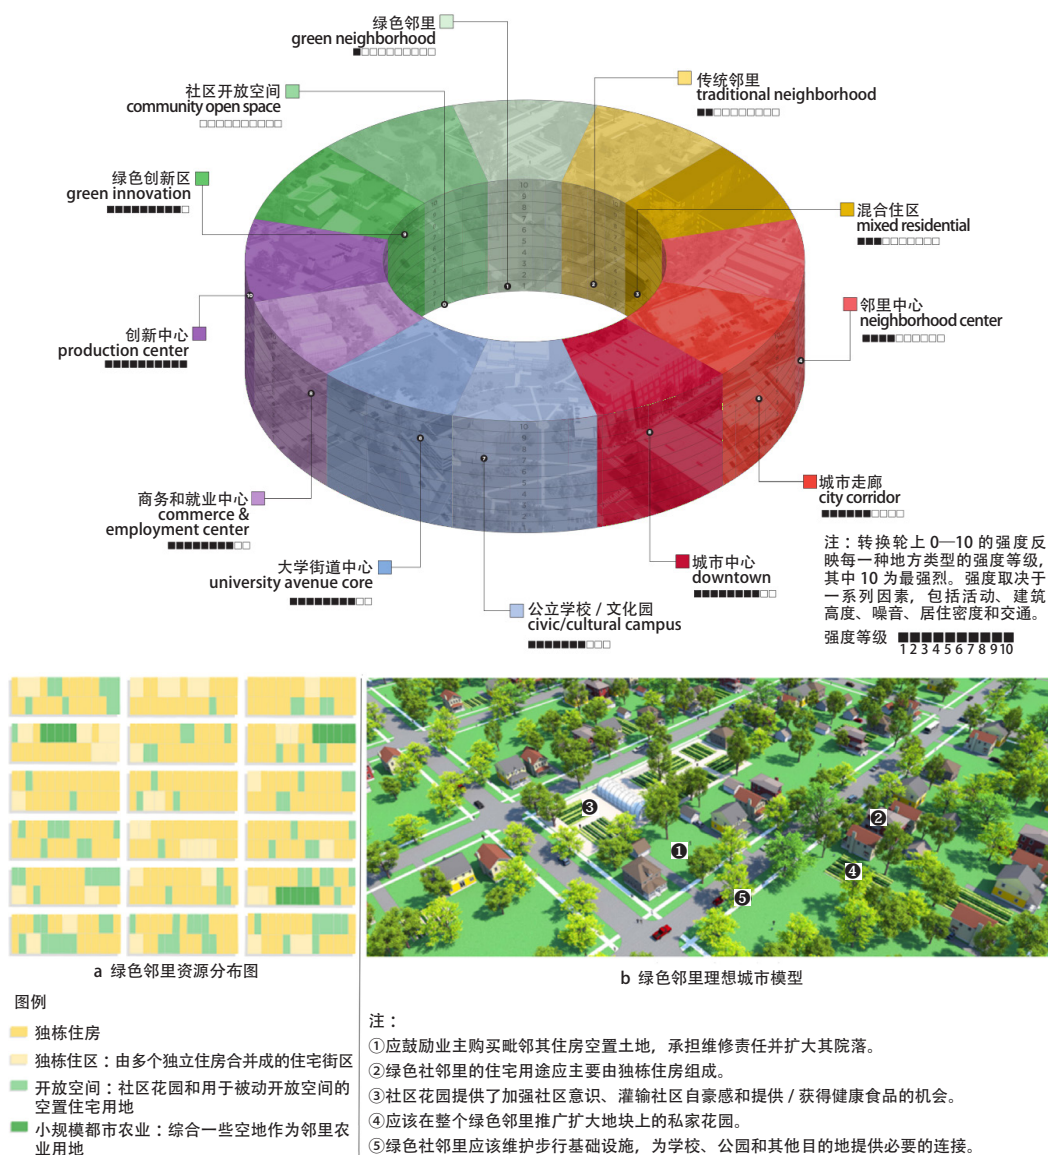 绿色邻里
green neighborhood
社区开放空间
community open space
传统邻里
traditional neighborhood
绿色创新区
green innovation
混合住区
mixed residential
邻里中心
neighborhood center
创新中心
production center
城市走廊
city corridor
商务和就业中心
commerce &
employment center
大学街道中心
university avenue core
城市中心
downtown
公立学校 / 文化园
civic/cultural campus
注：转换轮上 0—10 的强度反
映每一种地方类型的强度等级，
其中 10 为最强烈。强度取决于
一系列因素，包括活动、建筑
高度、噪音、居住密度和交通。
强度等级
1 2 3 4 5 6 7 8 9 10
a 绿色邻里资源分布图
图例
独栋住房
独栋住区：由多个独立住房合并成的住宅街区
开放空间：社区花园和用于被动开放空间的
空置住宅用地
小规模都市农业：综合一些空地作为邻里农
业用地
❸
❶
❷
❹
❺
b 绿色邻里理想城市模型
注：
①应鼓励业主购买毗邻其住房空置土地，承担维修责任并扩大其院落。
②绿色社邻里的住宅用途应主要由独栋住房组成。
③社区花园提供了加强社区意识、灌输社区自豪感和提供 / 获得健康食品的机会。
④应该在整个绿色邻里推广扩大地块上的私家花园。
⑤绿色社邻里应该维护步行基础设施，为学校、公园和其他目的地提供必要的连接。